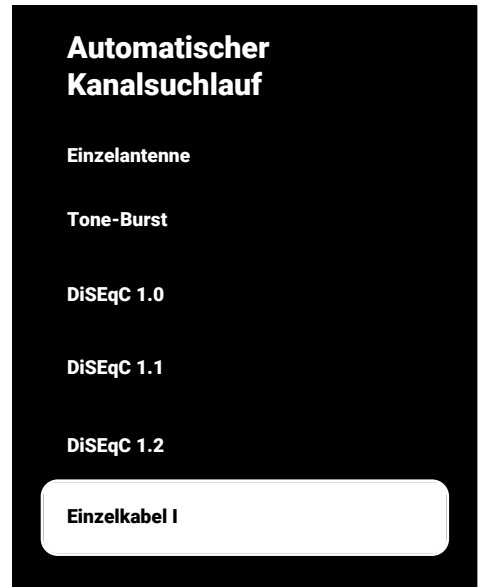 Automatischer
Kanalsuchlauf
Einzelantenne
Tone-Burst
DiSEqC 1.0
DiSEqC 1.1
DiSEqC 1.2
Einzelkabel I